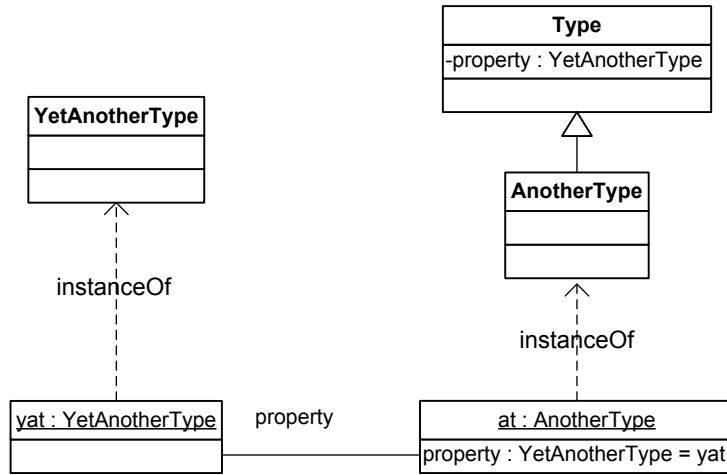 Type
-property : YetAnotherType
YetAnotherType
AnotherType
instanceOf
instanceOf
yat : YetAnotherType
property
at : AnotherType
property : YetAnotherType = yat